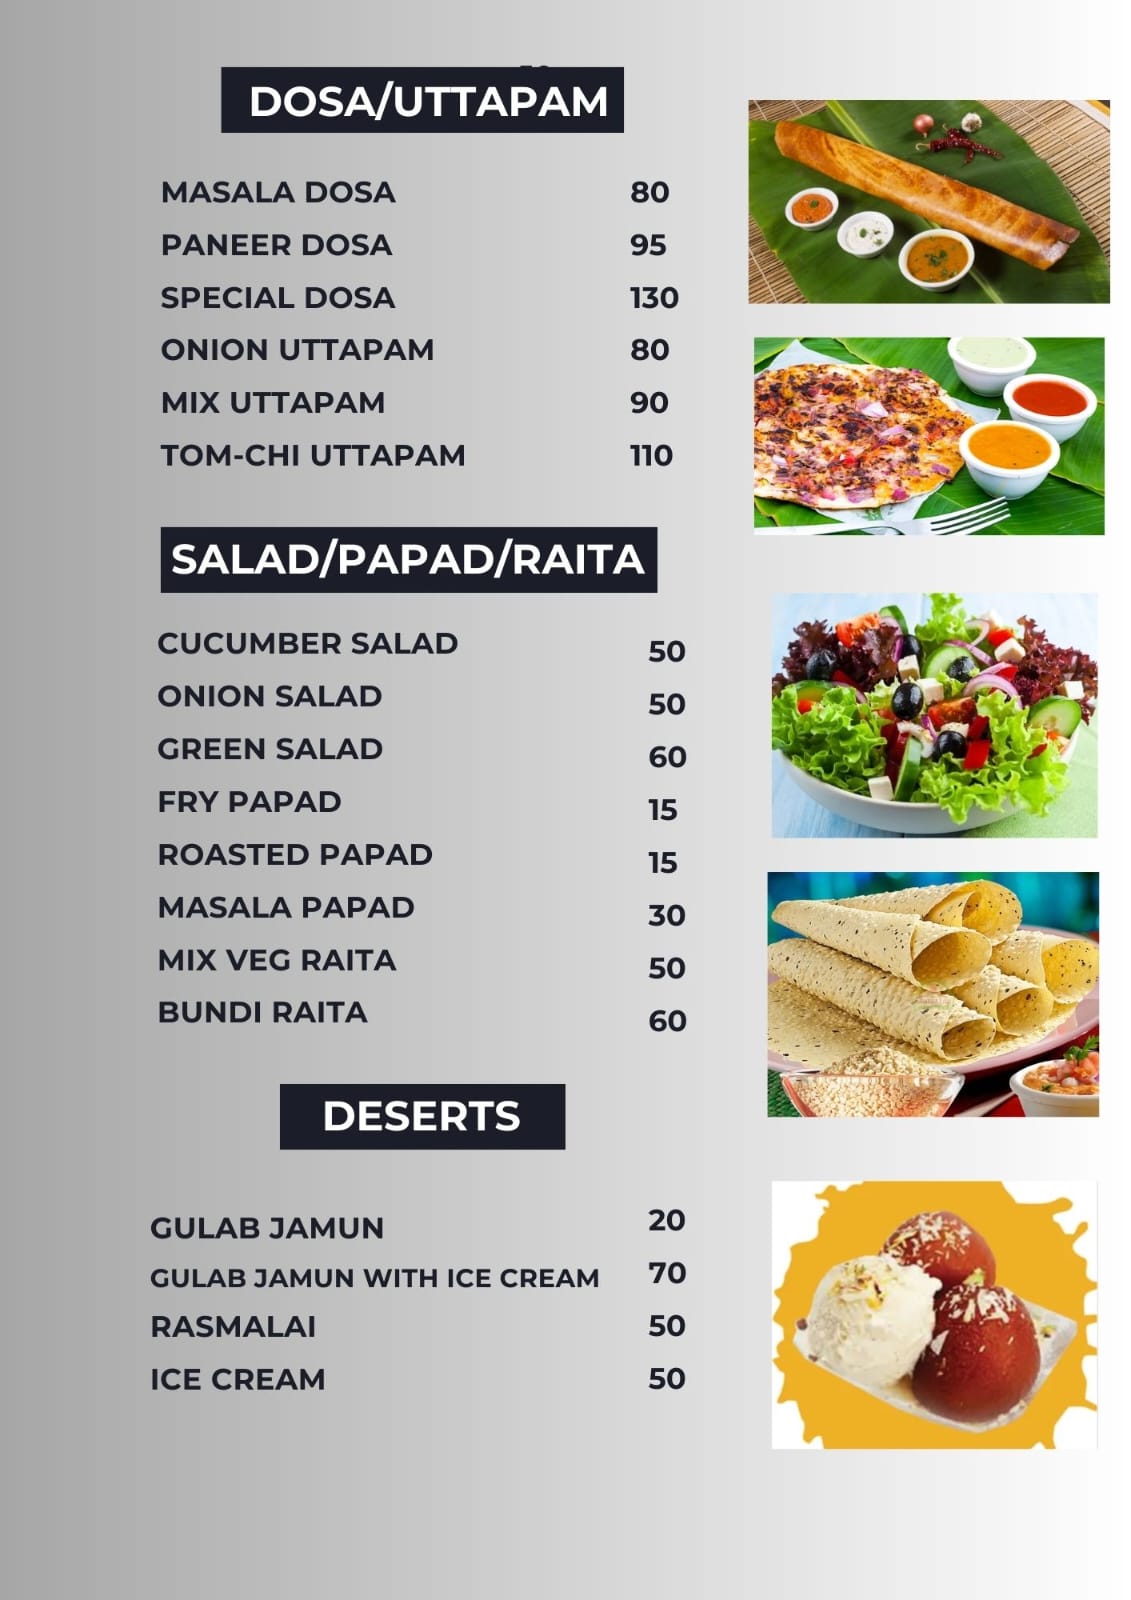 DOSA/UTTAPAM
MASALA DOSA 80
PANEER DOSA 95
SPECIAL DOSA 130
ONION UTTAPAM 80
MIX UTTAPAM 90
TOM-CHI UTTAPAM 110
SALAD/PAPAD/RAITA
CUCUMBER SALAD 50
ONION SALAD 50
GREEN SALAD 60
FRY PAPAD 15
ROASTED PAPAD 15
MASALA PAPAD 30
MIX VEG RAITA 50
BUNDI RAITA 60
DESERTS
GULAB JAMUN 20
GULAB JAMUN WITH ICE CREAM 70
RASMALAI 50
ICE CREAM 50